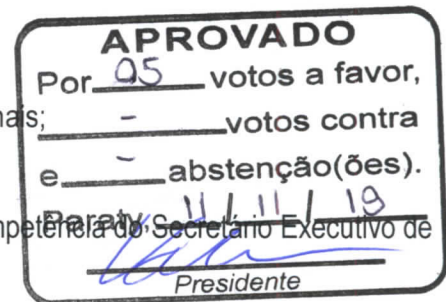 APROVADO
Por 05 votos a favor,
nais; - votos contra
e - abstenção(ões).
Paraty, 11 / 11 / 19
mpetência do Secretário Executivo de
Presidente